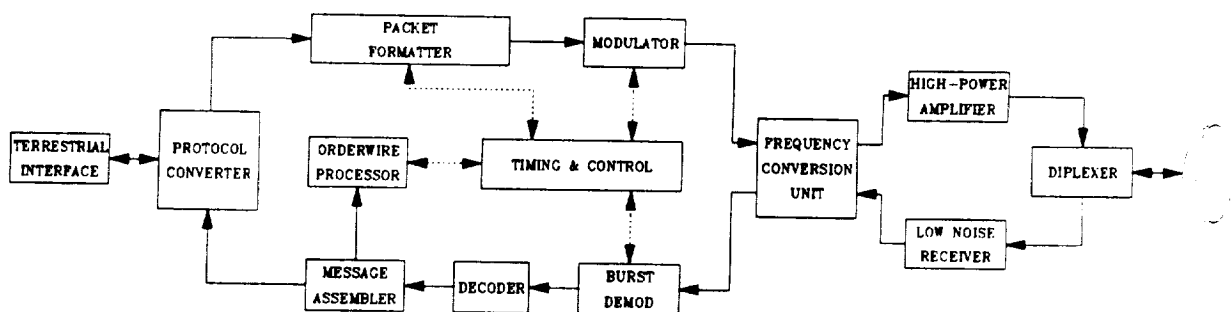 PACKET
FORMATTER
MODULATOR
HIGH-POWER
AMPLIFIER
TERRESTRIAL
INTERFACE
PROTOCOL
CONVERTER
ORDERWIRE
PROCESSOR
TIMING & CONTROL
FREQUENCY
CONVERSION
UNIT
DIPLEXER
LOW NOISE
RECEIVER
MESSAGE
ASSEMBLER
DECODER
BURST
DEMOD